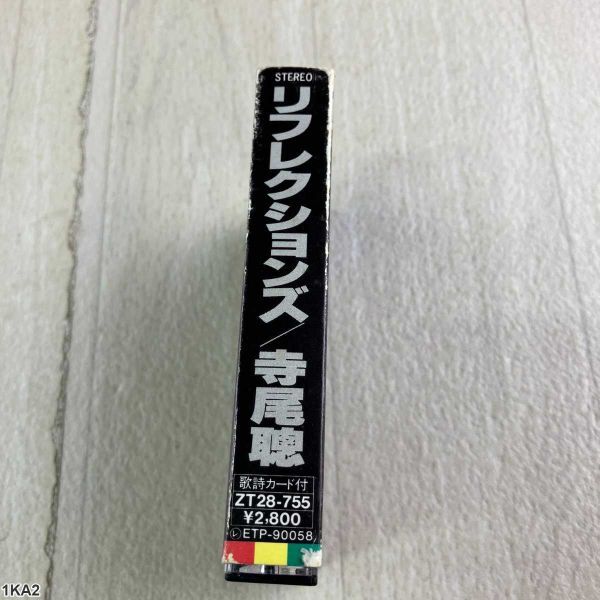 STEREO
リフレクションズ/寺尾聰
歌詩カード付
ZT28-755
¥2,800
Ⓛ ETP-90058
1KA2